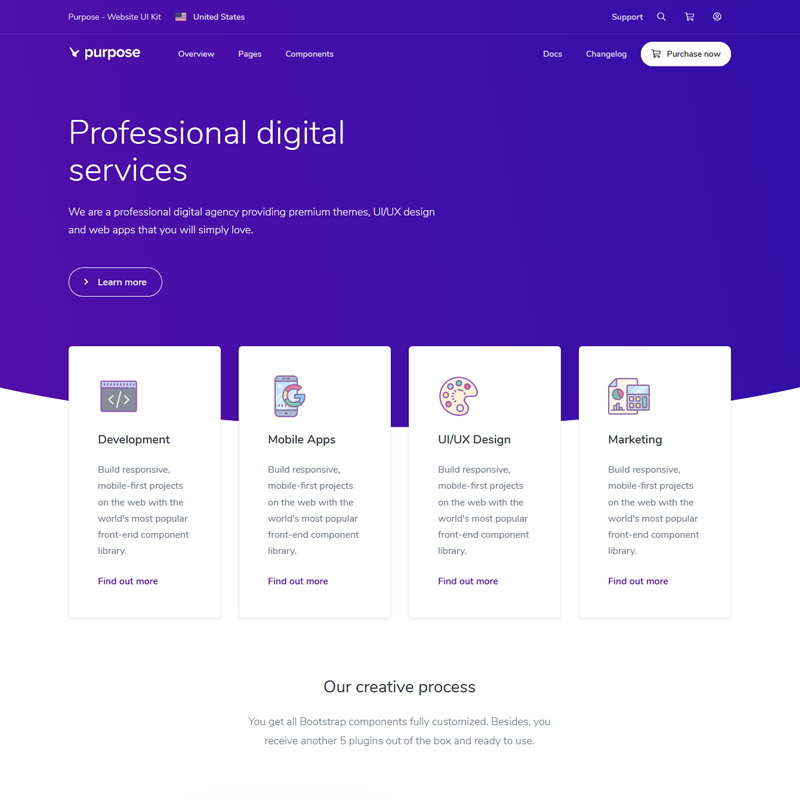 Purpose - Website UI Kit United States Support
purpose Overview Pages Components Docs Changelog Purchase now
Professional digital
services
We are a professional digital agency providing premium themes, UI/UX design
and web apps that you will simply love.
Learn more
</>
G
Development
Build responsive,
mobile-first projects
on the web with the
world's most popular
front-end component
library.
Find out more
Mobile Apps
Build responsive,
mobile-first projects
on the web with the
world's most popular
front-end component
library.
Find out more
UI/UX Design
Build responsive,
mobile-first projects
on the web with the
world's most popular
front-end component
library.
Find out more
Marketing
Build responsive,
mobile-first projects
on the web with the
world's most popular
front-end component
library.
Find out more
Our creative process
You get all Bootstrap components fully customized. Besides, you
receive another 5 plugins out of the box and ready to use.